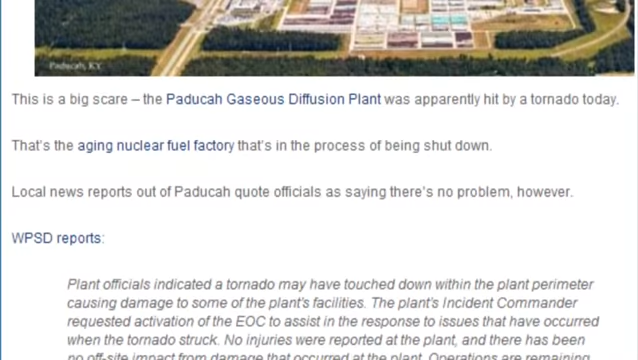 Paducah, KY
This is a big scare – the Paducah Gaseous Diffusion Plant was apparently hit by a tornado today.
That's the aging nuclear fuel factory that's in the process of being shut down.
Local news reports out of Paducah quote officials as saying there's no problem, however.
WPSD reports:
Plant officials indicated a tornado may have touched down within the plant perimeter
causing damage to some of the plant's facilities. The plant's Incident Commander
requested activation of the EOC to assist in the response to issues that have occurred
when the tornado struck. No injuries were reported at the plant, and there has been
no off-site impact from damage that occurred at the plant. Operations are remaining